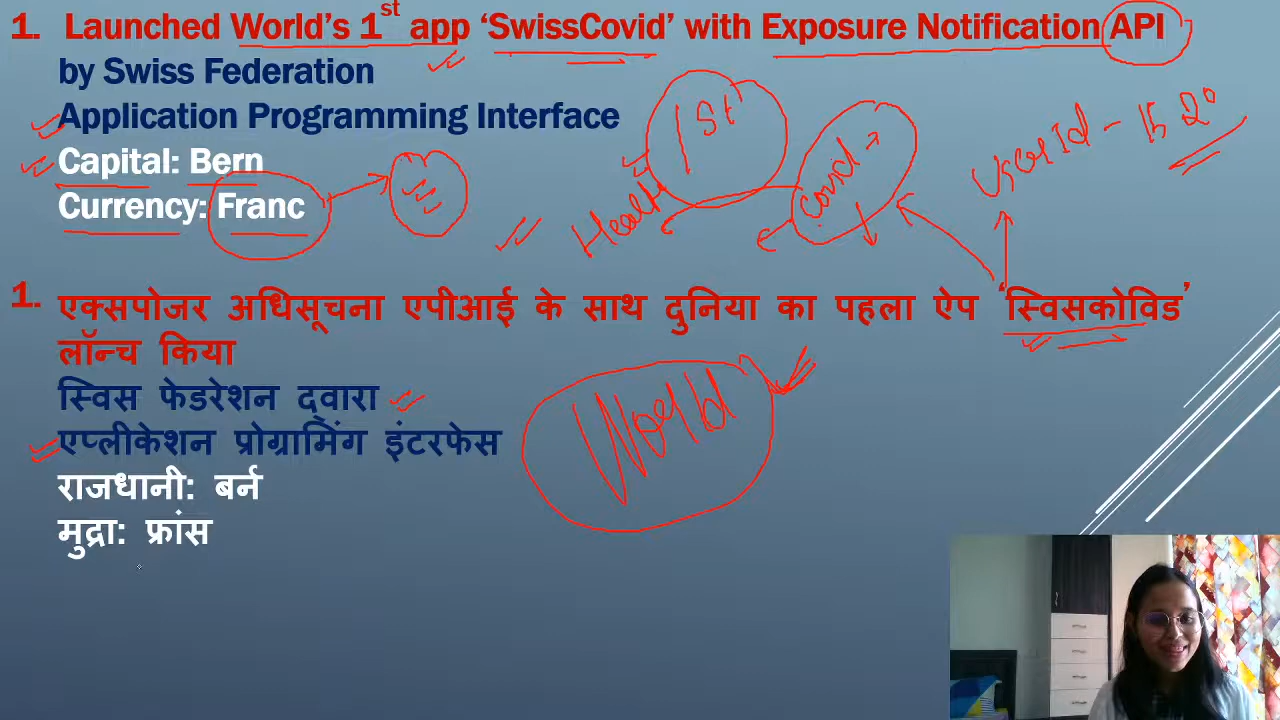 1. Launched World's 1st app 'SwissCovid' with Exposure Notification API
by Swiss Federation
Application Programming Interface
Capital: Bern
Currency: Franc
1st
Health
Covid
15 20
1. एक्सपोजर अधिसूचना एपीआई के साथ दुनिया का पहला ऐप 'स्विसकोविड'
लॉन्च किया
स्विस फेडरेशन द्वारा
एप्लीकेशन प्रोग्रामिंग इंटरफेस
राजधानी: बर्न
मुद्रा: फ्रांस
World